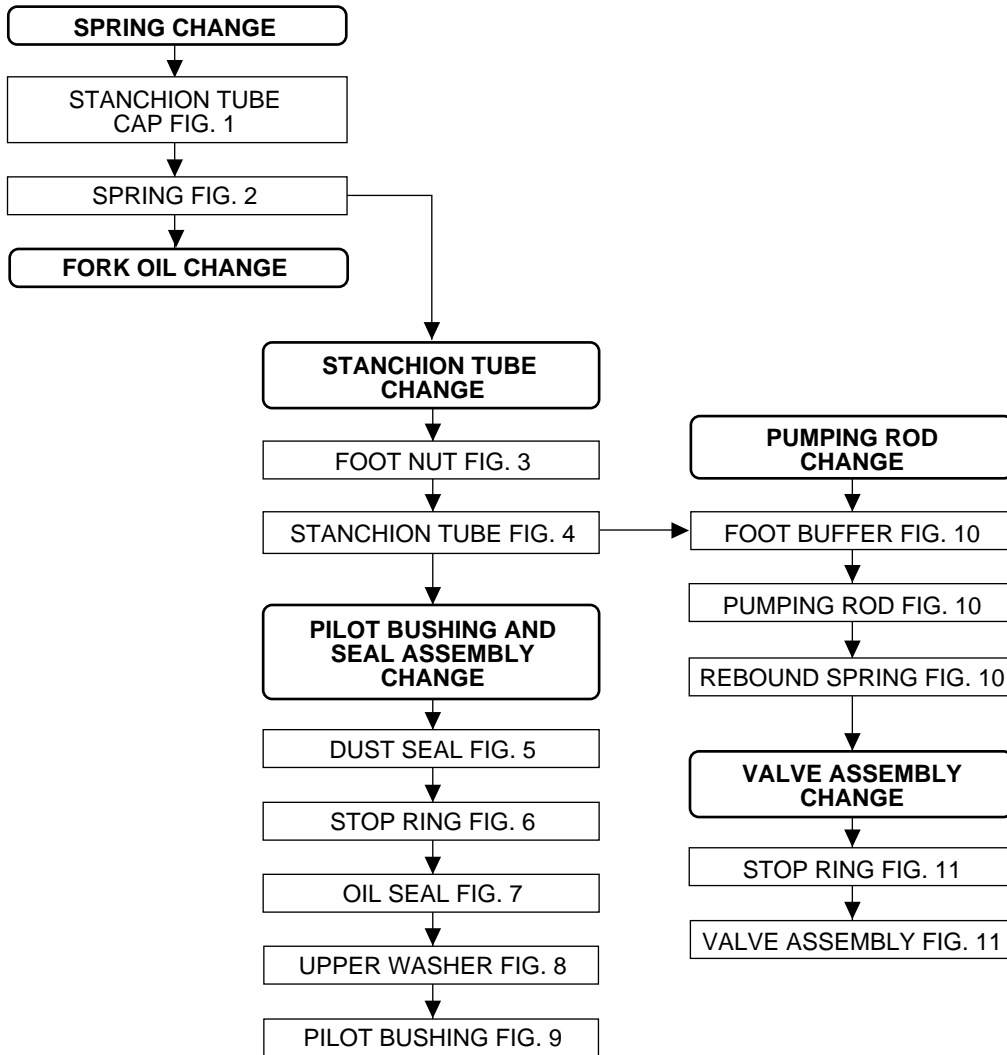 SPRING CHANGE
STANCHION TUBE
CAP FIG. 1
SPRING FIG. 2
FORK OIL CHANGE
STANCHION TUBE
CHANGE
FOOT NUT FIG. 3
STANCHION TUBE FIG. 4
PILOT BUSHING AND
SEAL ASSEMBLY
CHANGE
DUST SEAL FIG. 5
STOP RING FIG. 6
OIL SEAL FIG. 7
UPPER WASHER FIG. 8
PILOT BUSHING FIG. 9
PUMPING ROD
CHANGE
FOOT BUFFER FIG. 10
PUMPING ROD FIG. 10
REBOUND SPRING FIG. 10
VALVE ASSEMBLY
CHANGE
STOP RING FIG. 11
VALVE ASSEMBLY FIG. 11